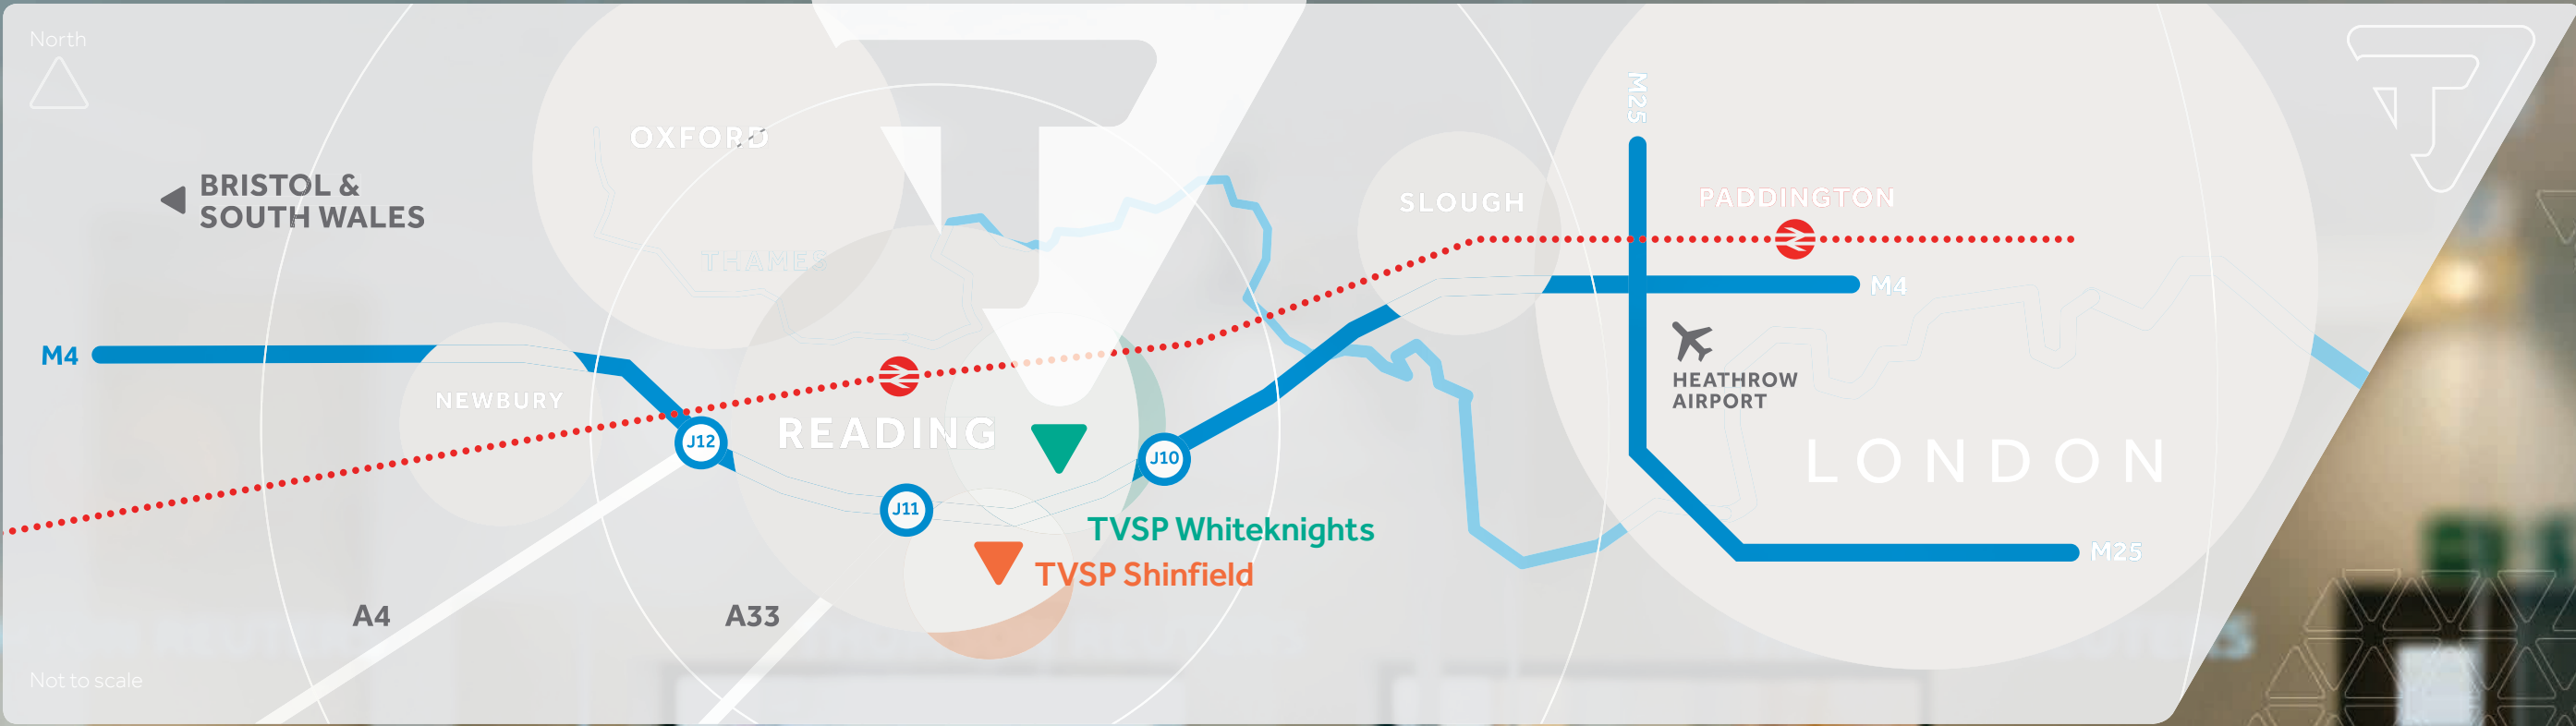 North
OXFORD
M25
BRISTOL &
SOUTH WALES
SLOUGH
PADDINGTON
THAMES
M4
M4
HEATHROW
AIRPORT
NEWBURY
READING
J12
J10
LONDON
J11
TVSP Whiteknights
M25
TVSP Shinfield
A4
A33
Not to scale